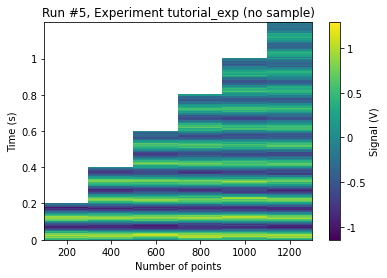 Run #5, Experiment tutorial_exp (no sample)
1
0.8
0.6
0.4
0.2
0
Time (s)
200 400 600 800 1000 1200
Number of points
1
0.5
0
-0.5
-1
Signal (V)